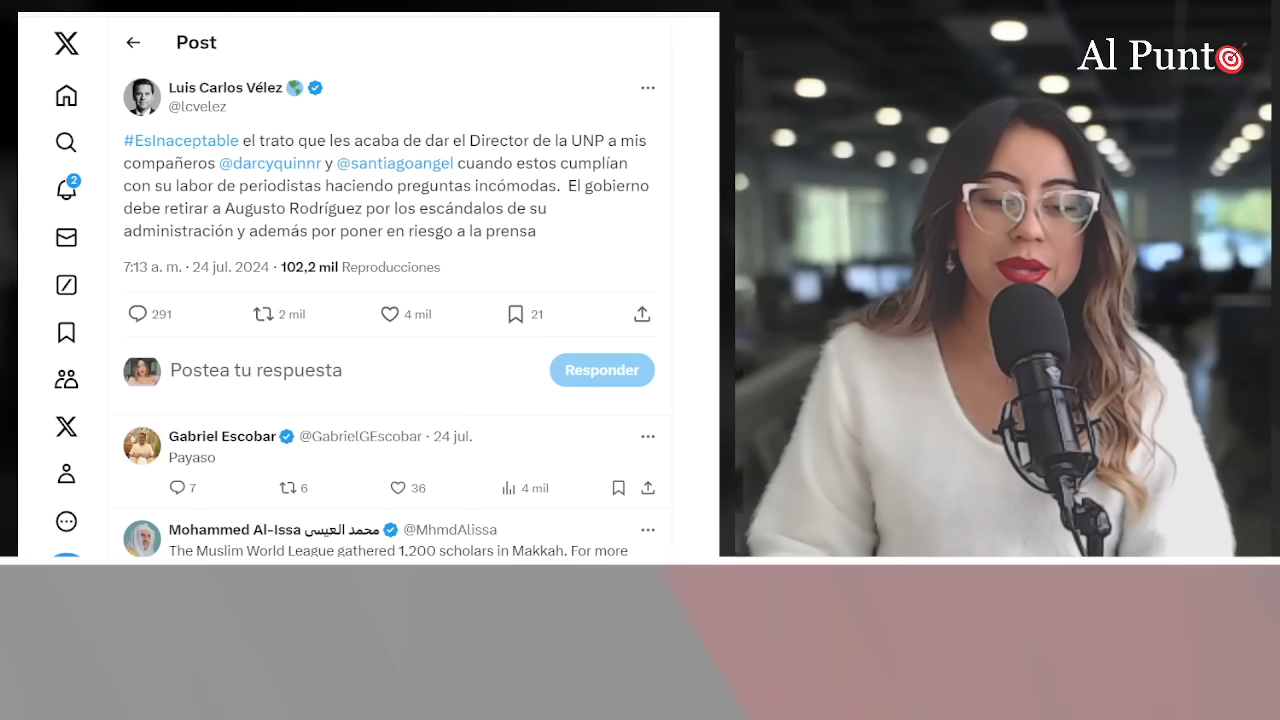 Post
Luis Carlos Vélez
@lcvelez
#EsInaceptable el trato que les acaba de dar el Director de la UNP a mis
compañeros @darcyquinnr y @santiagoangel cuando estos cumplían
con su labor de periodistas haciendo preguntas incómodas. El gobierno
debe retirar a Augusto Rodríguez por los escándalos de su
administración y además por poner en riesgo a la prensa
7:13 a. m. · 24 jul. 2024 · 102,2 mil Reproducciones
291 2 mil 4 mil 21
Postea tu respuesta
Responder
Gabriel Escobar @GabrielGEscobar · 24 jul.
Payaso
7 6 36 4 mil
Mohammed Al-Issa محمد العيسى @MhmdAlissa
The Muslim World League gathered 1,200 scholars in Makkah. For more
2
Al Punto